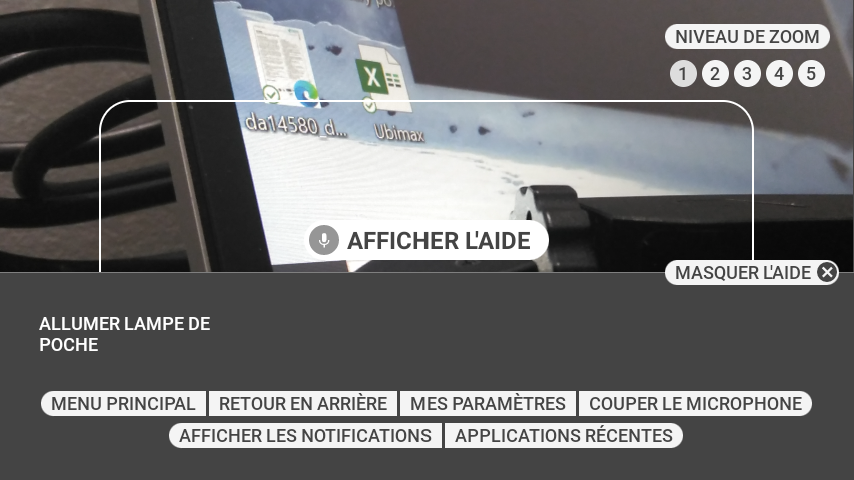 NIVEAU DE ZOOM
1 2 3 4 5
da14580_d...
Ubimax
AFFICHER L'AIDE
MASQUER L'AIDE
ALLUMER LAMPE DE
POCHE
MENU PRINCIPAL RETOUR EN ARRIÈRE MES PARAMÈTRES COUPER LE MICROPHONE
AFFICHER LES NOTIFICATIONS APPLICATIONS RÉCENTES